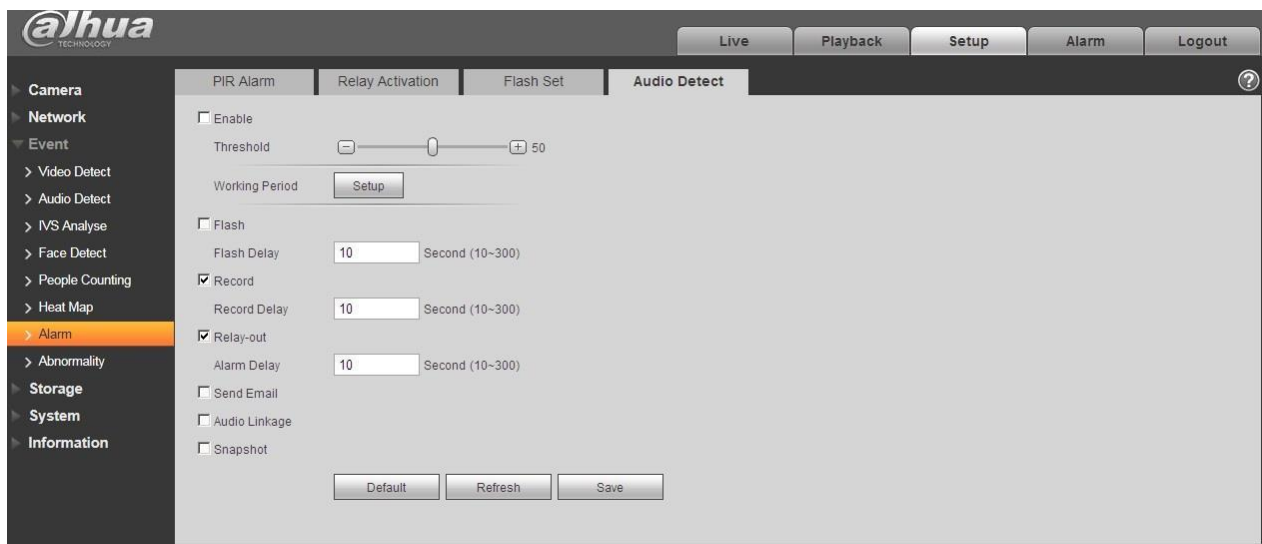 alhua
TECHNOLOGY
Live Playback Setup Alarm Logout
Camera
Network
Event
> Video Detect
> Audio Detect
> IVS Analyse
> Face Detect
> People Counting
> Heat Map
> Alarm
> Abnormality
Storage
System
Information
PIR Alarm Relay Activation Flash Set Audio Detect
?
Enable
Threshold 50
Working Period Setup
Flash
Flash Delay 10 Second (10~300)
Record
Record Delay 10 Second (10~300)
Relay-out
Alarm Delay 10 Second (10~300)
Send Email
Audio Linkage
Snapshot
Default Refresh Save